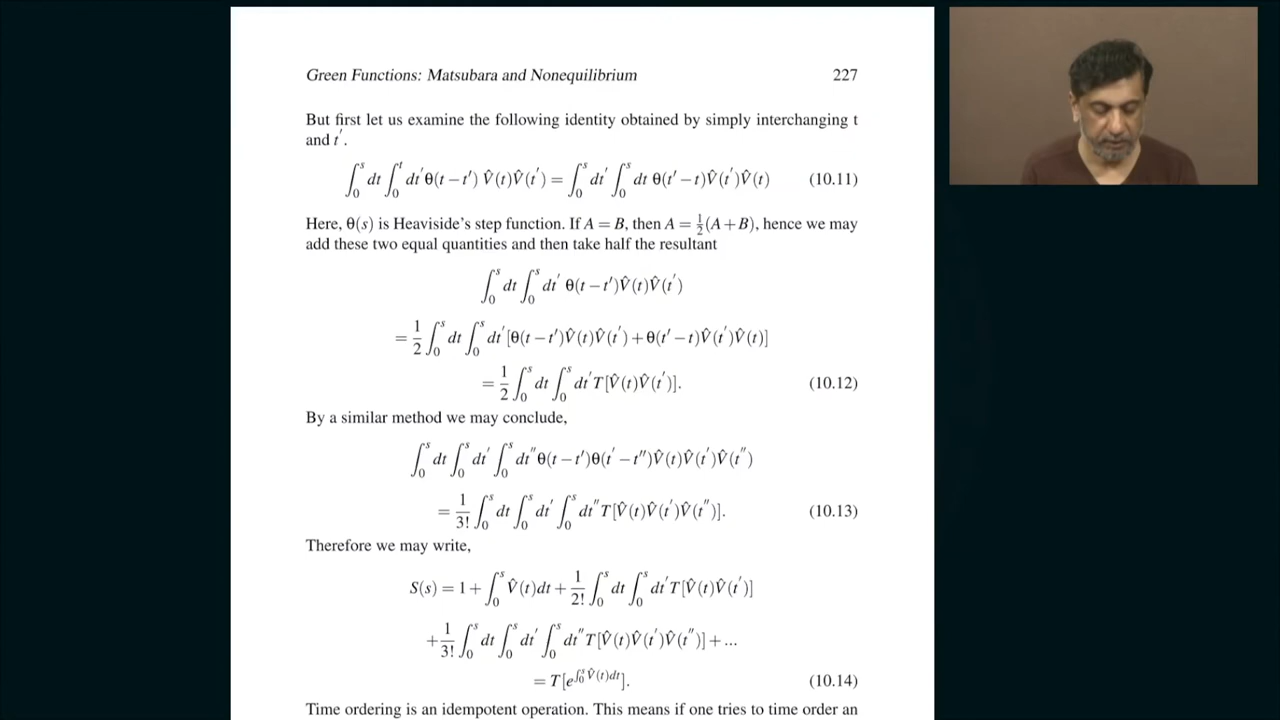 Green Functions: Matsubara and Nonequilibrium 227
But first let us examine the following identity obtained by simply interchanging t
and t′.
∫₀ˢ dt ∫₀ᵗ dt′θ(t − t′) V̂(t)V̂(t′) = ∫₀ˢ dt′ ∫₀ˢ dt θ(t′ − t)V̂(t′)V̂(t) (10.11)
Here, θ(s) is Heaviside's step function. If A = B, then A = ½(A + B), hence we may
add these two equal quantities and then take half the resultant
∫₀ˢ dt ∫₀ˢ dt′ θ(t − t′)V̂(t)V̂(t′)
= 1/2 ∫₀ˢ dt ∫₀ˢ dt′[θ(t − t′)V̂(t)V̂(t′) + θ(t′ − t)V̂(t′)V̂(t)]
= 1/2 ∫₀ˢ dt ∫₀ˢ dt′T[V̂(t)V̂(t′)]. (10.12)
By a similar method we may conclude,
∫₀ˢ dt ∫₀ˢ dt′ ∫₀ˢ dt″θ(t − t′)θ(t′ − t″)V̂(t)V̂(t′)V̂(t″)
= 1/3! ∫₀ˢ dt ∫₀ˢ dt′ ∫₀ˢ dt″T[V̂(t)V̂(t′)V̂(t″)]. (10.13)
Therefore we may write,
S(s) = 1 + ∫₀ˢ V̂(t)dt + 1/2! ∫₀ˢ dt ∫₀ˢ dt′T[V̂(t)V̂(t′)]
+ 1/3! ∫₀ˢ dt ∫₀ˢ dt′ ∫₀ˢ dt″T[V̂(t)V̂(t′)V̂(t″)] + ...
= T[e^{∫₀ˢ V̂(t)dt}]. (10.14)
Time ordering is an idempotent operation. This means if one tries to time order an